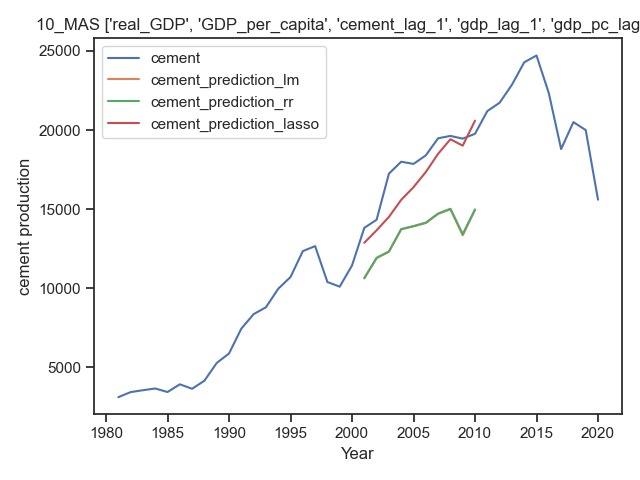 10_MAS ['real_GDP', 'GDP_per_capita', 'cement_lag_1', 'gdp_lag_1', 'gdp_pc_lag
cement
cement_prediction_lm
cement_prediction_rr
cement_prediction_lasso
25000
20000
15000
10000
5000
cement production
1980 1985 1990 1995 2000 2005 2010 2015 2020
Year